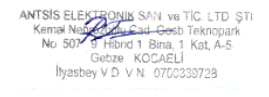 ANTSİS ELEKTRONİK SAN. ve TİC. LTD. ŞTİ
Kemal Nehrozoğlu Cad. Gosb Teknopark
No 507 9 Hibrid 1 Bina, 1 Kat, A-5
Gebze KOCAELİ
İlyasbey V.D. V.N. 0700339728